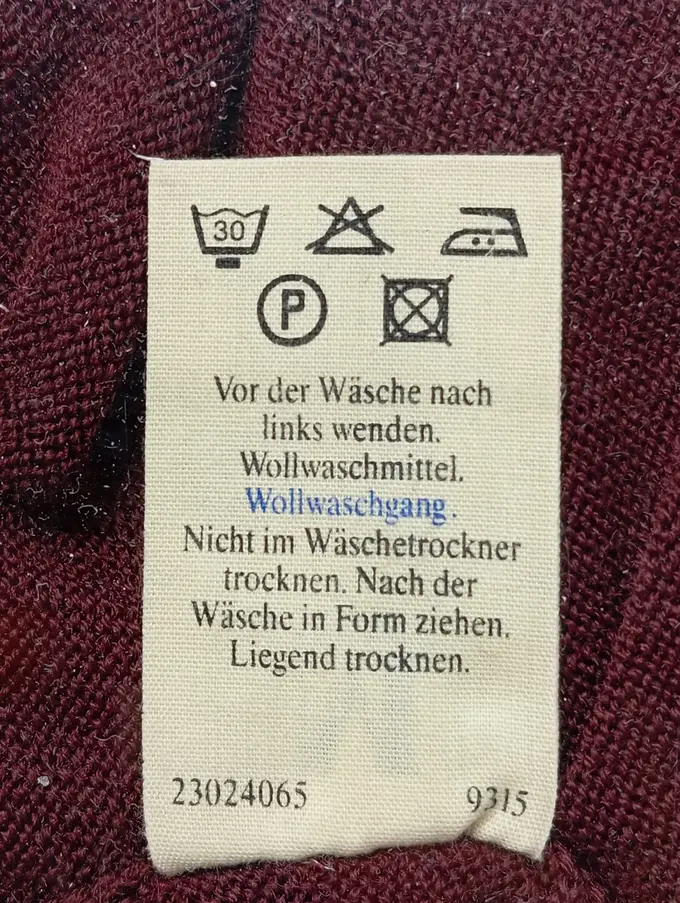 30
P
Vor der Wäsche nach
links wenden.
Wollwaschmittel.
Wollwaschgang.
Nicht im Wäschetrockner
trocknen. Nach der
Wäsche in Form ziehen.
Liegend trocknen.
23024065 9315